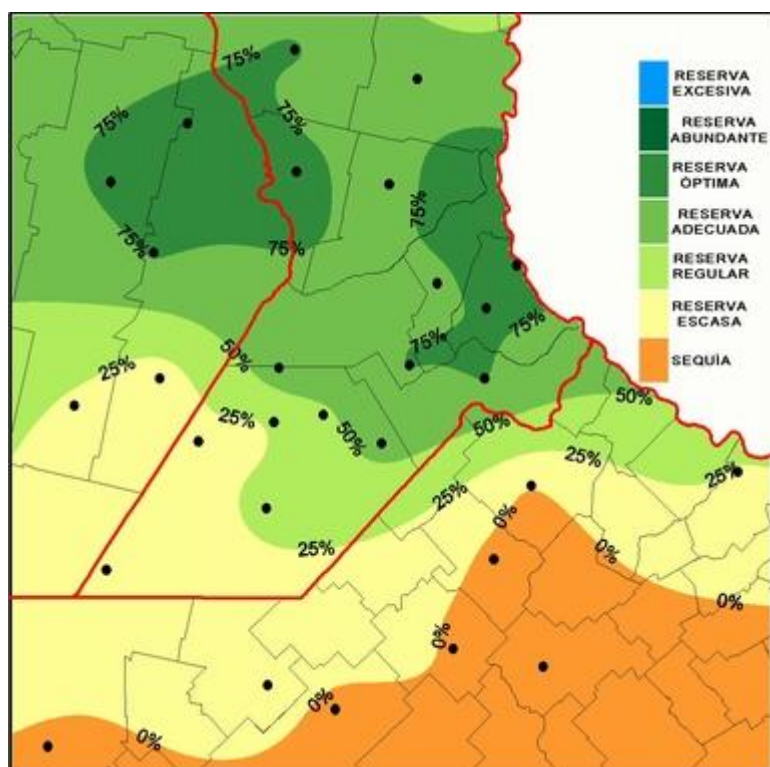 75%
75%
75%
75%
75%
75%
75%
75%
RESERVA
EXCESIVA
RESERVA
ABUNDANTE
RESERVA
ÓPTIMA
RESERVA
ADECUADA
RESERVA
REGULAR
RESERVA
ESCASA
SEQUÌA
50%
50%
50%
50%
25%
25%
25%
25%
25%
25%
0%
0%
0%
0%
0%
0%